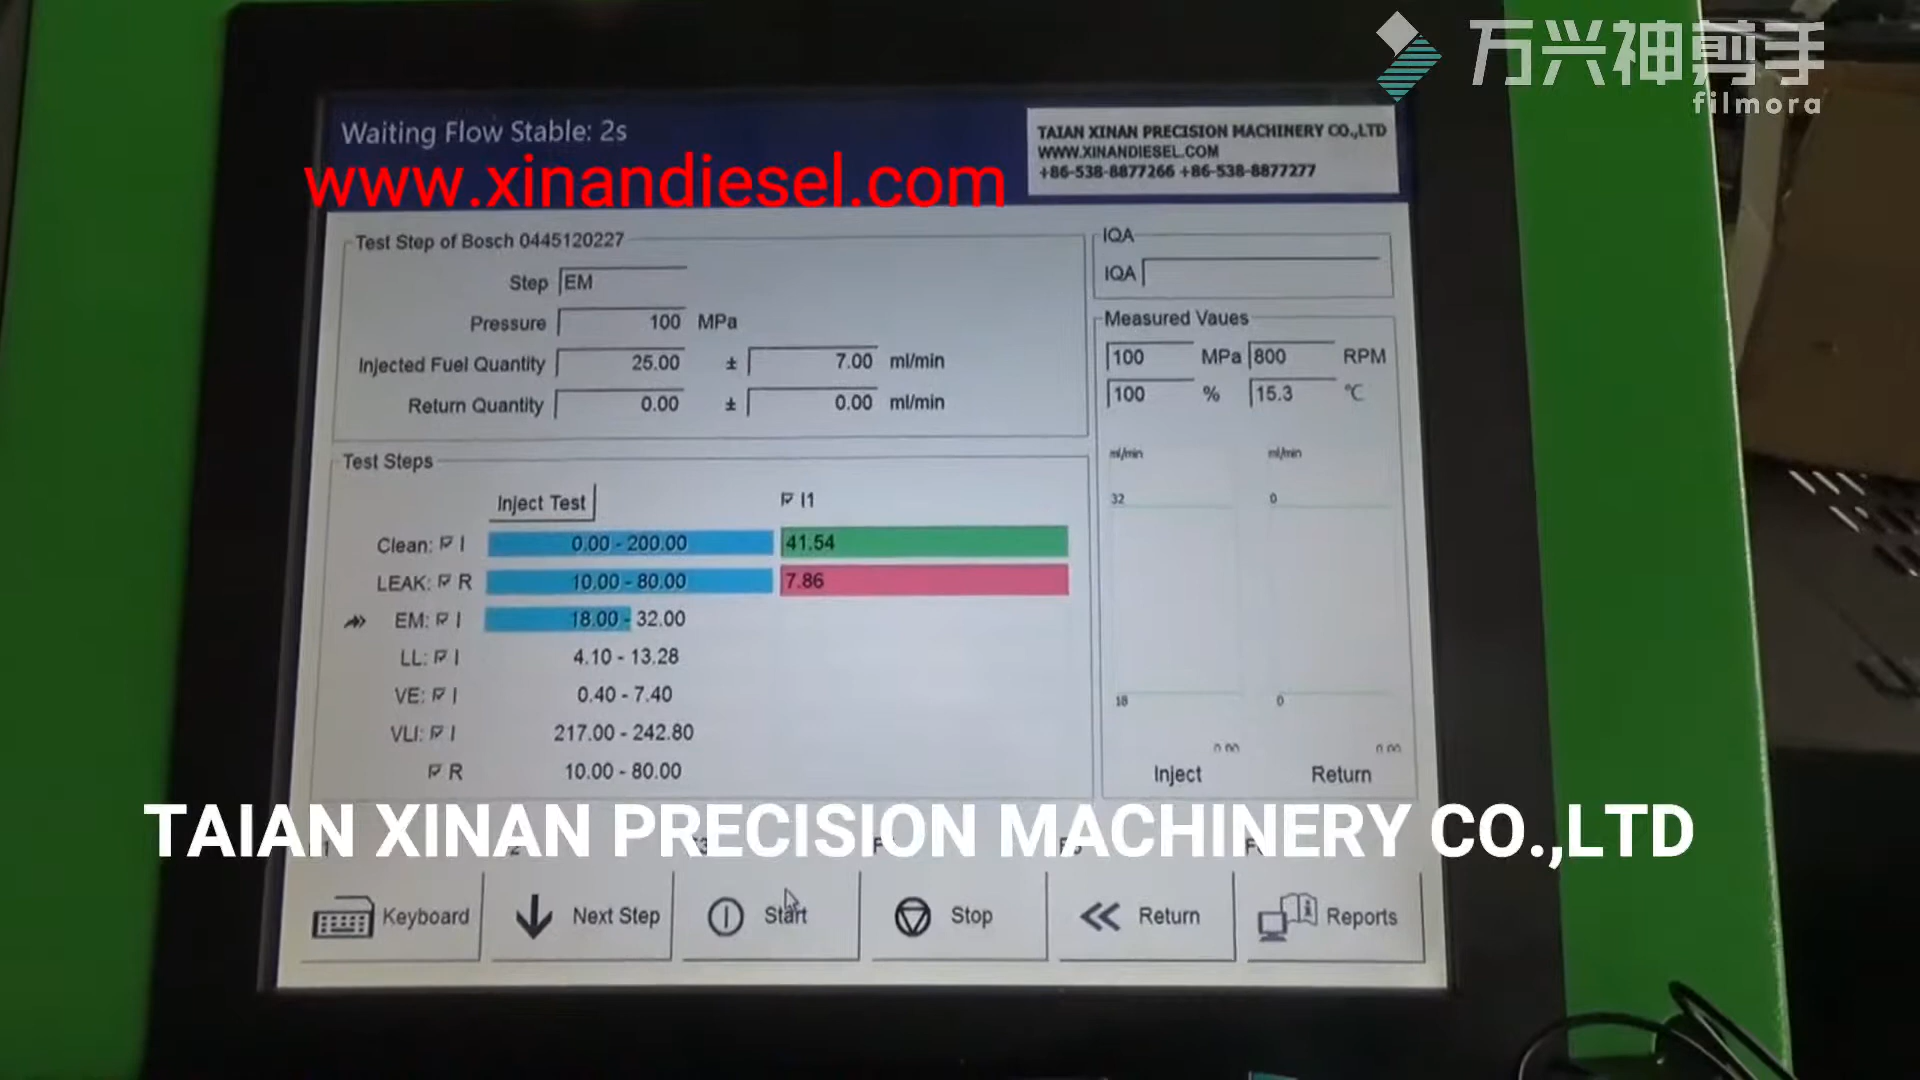 万兴神剪手
filmora
Waiting Flow Stable: 2s
TAIAN XINAN PRECISION MACHINERY CO.,LTD
WWW.XINANDIESEL.COM
+86-538-8877266 +86-538-8877277
www.xinandiesel.com
Test Step of Bosch 0445120227
Step EM
Pressure 100 MPa
Injected Fuel Quantity 25.00 ± 7.00 ml/min
Return Quantity 0.00 ± 0.00 ml/min
IQA
IQA
Measured Vaues
100 MPa 800 RPM
100 % 15.3 ℃
ml/min ml/min
32 0
18 0
0.00 0.00
Inject Return
Test Steps
Inject Test I1
Clean: I 0.00 - 200.00 41.54
LEAK: R 10.00 - 80.00 7.86
EM: I 18.00 - 32.00
LL: I 4.10 - 13.28
VE: I 0.40 - 7.40
VLI: I 217.00 - 242.80
R 10.00 - 80.00
TAIAN XINAN PRECISION MACHINERY CO.,LTD
Keyboard Next Step Start Stop Return Reports